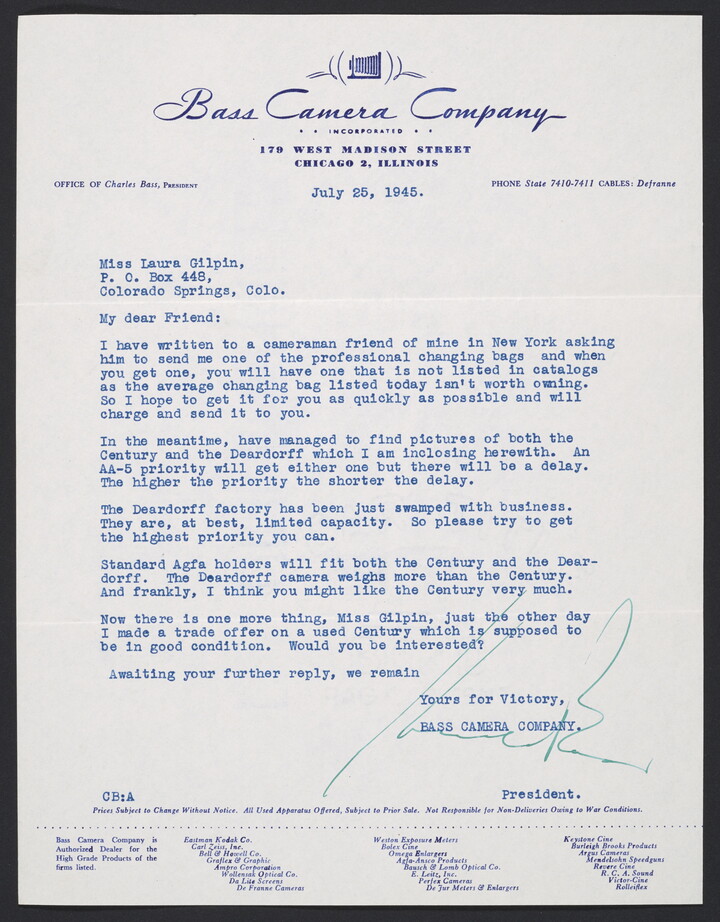 Bass Camera Company
• • INCORPORATED • •
179 WEST MADISON STREET
CHICAGO 2, ILLINOIS
OFFICE OF Charles Bass, PRESIDENT
PHONE State 7410-7411 CABLES: Defranne
July 25, 1945.
Miss Laura Gilpin,
P. O. Box 448,
Colorado Springs, Colo.
My dear Friend:
I have written to a cameraman friend of mine in New York asking
him to send me one of the professional changing bags and when
you get one, you will have one that is not listed in catalogs
as the average changing bag listed today isn't worth owning.
So I hope to get it for you as quickly as possible and will
charge and send it to you.
In the meantime, have managed to find pictures of both the
Century and the Deardorff which I am inclosing herewith. An
AA-5 priority will get either one but there will be a delay.
The higher the priority the shorter the delay.
The Deardorff factory has been just swamped with business.
They are, at best, limited capacity. So please try to get
the highest priority you can.
Standard Agfa holders will fit both the Century and the Dear-
dorff. The Deardorff camera weighs more than the Century.
And frankly, I think you might like the Century very much.
Now there is one more thing, Miss Gilpin, just the other day
I made a trade offer on a used Century which is supposed to
be in good condition. Would you be interested?
Awaiting your further reply, we remain
Yours for Victory,
BASS CAMERA COMPANY.
CB:A
President.
Prices Subject to Change Without Notice. All Used Apparatus Offered, Subject to Prior Sale. Not Responsible for Non-Deliveries Owing to War Conditions.
Bass Camera Company is
Authorized Dealer for the
High Grade Products of the
firms listed.
Eastman Kodak Co.
Carl Zeiss, Inc.
Bell & Howell Co.
Graflex & Graphic
Ampro Corporation
Wollensak Optical Co.
Da Lite Screens
De Franne Cameras
Weston Exposure Meters
Bolex Cine
Omega Enlargers
Agfa-Ansco Products
Bausch & Lomb Optical Co.
E. Leitz, Inc.
Perfex Cameras
De Jur Meters & Enlargers
Keystone Cine
Burleigh Brooks Products
Argus Cameras
Mendelsohn Speedguns
Revere Cine
R. C. A. Sound
Victor-Cine
Rolleiflex